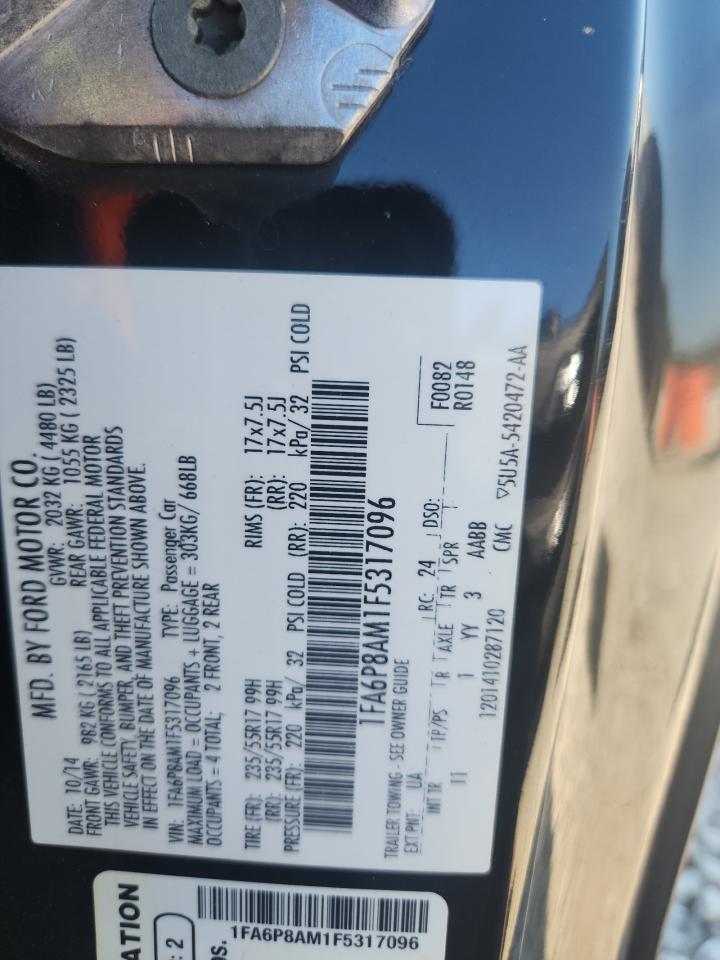 MFD. BY FORD MOTOR CO.
DATE: 10/14 GVWR: 2032 KG ( 4480 LB)
FRONT GAWR: 982 KG ( 2165 LB) REAR GAWR: 1055 KG ( 2325 LB)
THIS VEHICLE CONFORMS TO ALL APPLICABLE FEDERAL MOTOR
VEHICLE SAFETY, BUMPER, AND THEFT PREVENTION STANDARDS
IN EFFECT ON THE DATE OF MANUFACTURE SHOWN ABOVE.
VIN: 1FA6P8AM1F5317096 TYPE: Passenger Car
MAXIMUM LOAD = OCCUPANTS + LUGGAGE = 303KG/ 668LB
OCCUPANTS = 4 TOTAL; 2 FRONT, 2 REAR
TIRE (FR): 235/55R17 99H RIMS (FR): 17x7.5J
(RR): 235/55R17 99H (RR): 17x7.5J
PRESSURE (FR): 220 kPa/ 32 PSI COLD (RR): 220 kPa/ 32 PSI COLD
1FA6P8AM1F5317096
TRAILER TOWING - SEE OWNER GUIDE
EXT PNT: UA RC: 24 DSO: F0082
INT TR TP/PS R AXLE TR SPR R0148
11 1 YY 3 AABB
1201410287120 CMC ▽5U5A-5420472-AA
ATION
: 2
os.
1FA6P8AM1F5317096